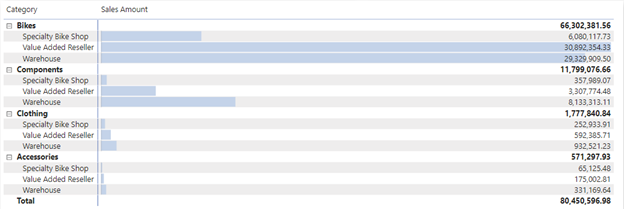 Category Sales Amount
Bikes 66,302,381.56
Specialty Bike Shop 6,080,117.73
Value Added Reseller 30,892,354.33
Warehouse 29,329,909.50
Components 11,799,076.66
Specialty Bike Shop 357,989.07
Value Added Reseller 3,307,774.48
Warehouse 8,133,313.11
Clothing 1,777,840.84
Specialty Bike Shop 252,933.91
Value Added Reseller 592,385.71
Warehouse 932,521.23
Accessories 571,297.93
Specialty Bike Shop 65,125.48
Value Added Reseller 175,002.81
Warehouse 331,169.64
Total 80,450,596.98